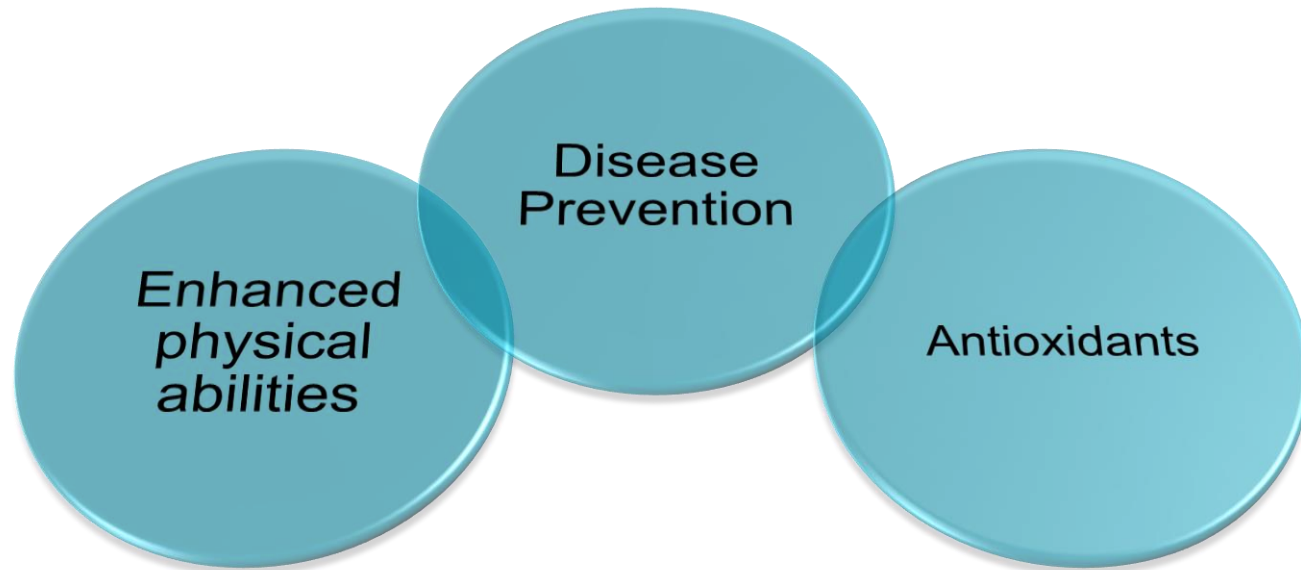 Enhanced
physical
abilities
Disease
Prevention
Antioxidants